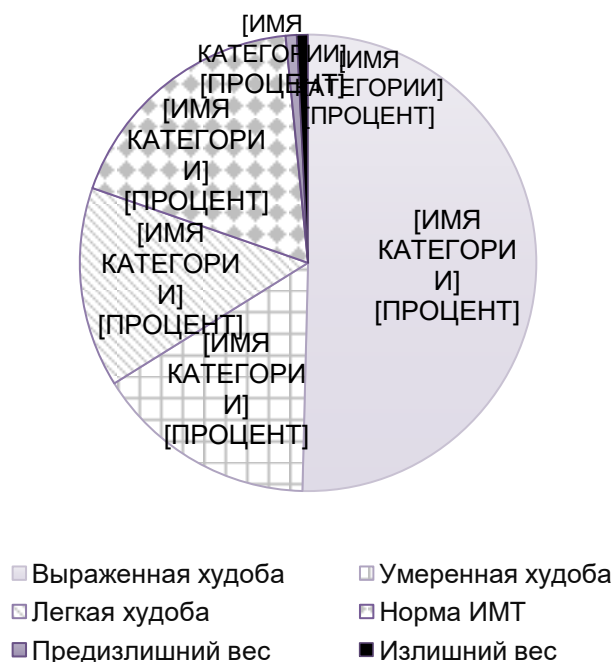 [ИМЯ
КАТЕГОРИИ]
[ПРОЦЕНТ]
[ИМЯ
КАТЕГОРИИ]
[ПРОЦЕНТ]
[ИМЯ
КАТЕГОРИ
И]
[ПРОЦЕНТ]
[ИМЯ
КАТЕГОРИ
И]
[ПРОЦЕНТ]
[ИМЯ
КАТЕГОРИ
И]
[ПРОЦЕНТ]
[ИМЯ
КАТЕГОРИ
И]
[ПРОЦЕНТ]
Выраженная худоба
Умеренная худоба
Легкая худоба
Норма ИМТ
Предизлишний вес
Излишний вес